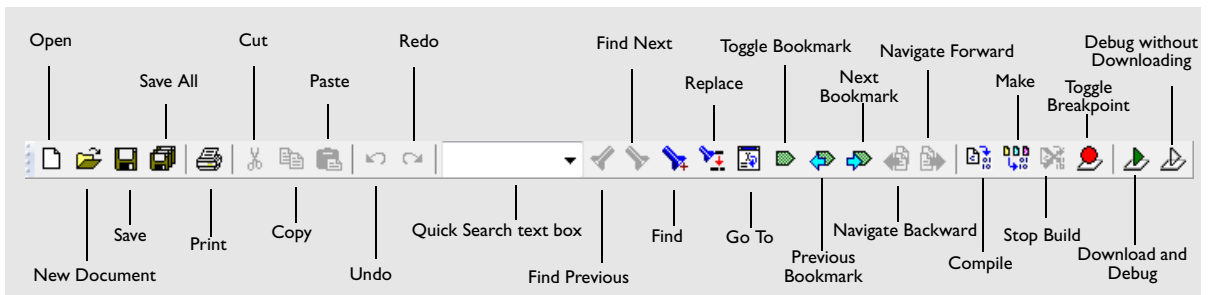 Open
Cut
Redo
Find Next
Toggle Bookmark
Navigate Forward
Debug without
Downloading
Save All
Paste
Replace
Next
Bookmark
Make
Toggle
Breakpoint
Save
Print
Copy
Quick Search text box
Find
Go To
Navigate Backward
Stop Build
New Document
Undo
Find Previous
Previous
Bookmark
Compile
Download and
Debug